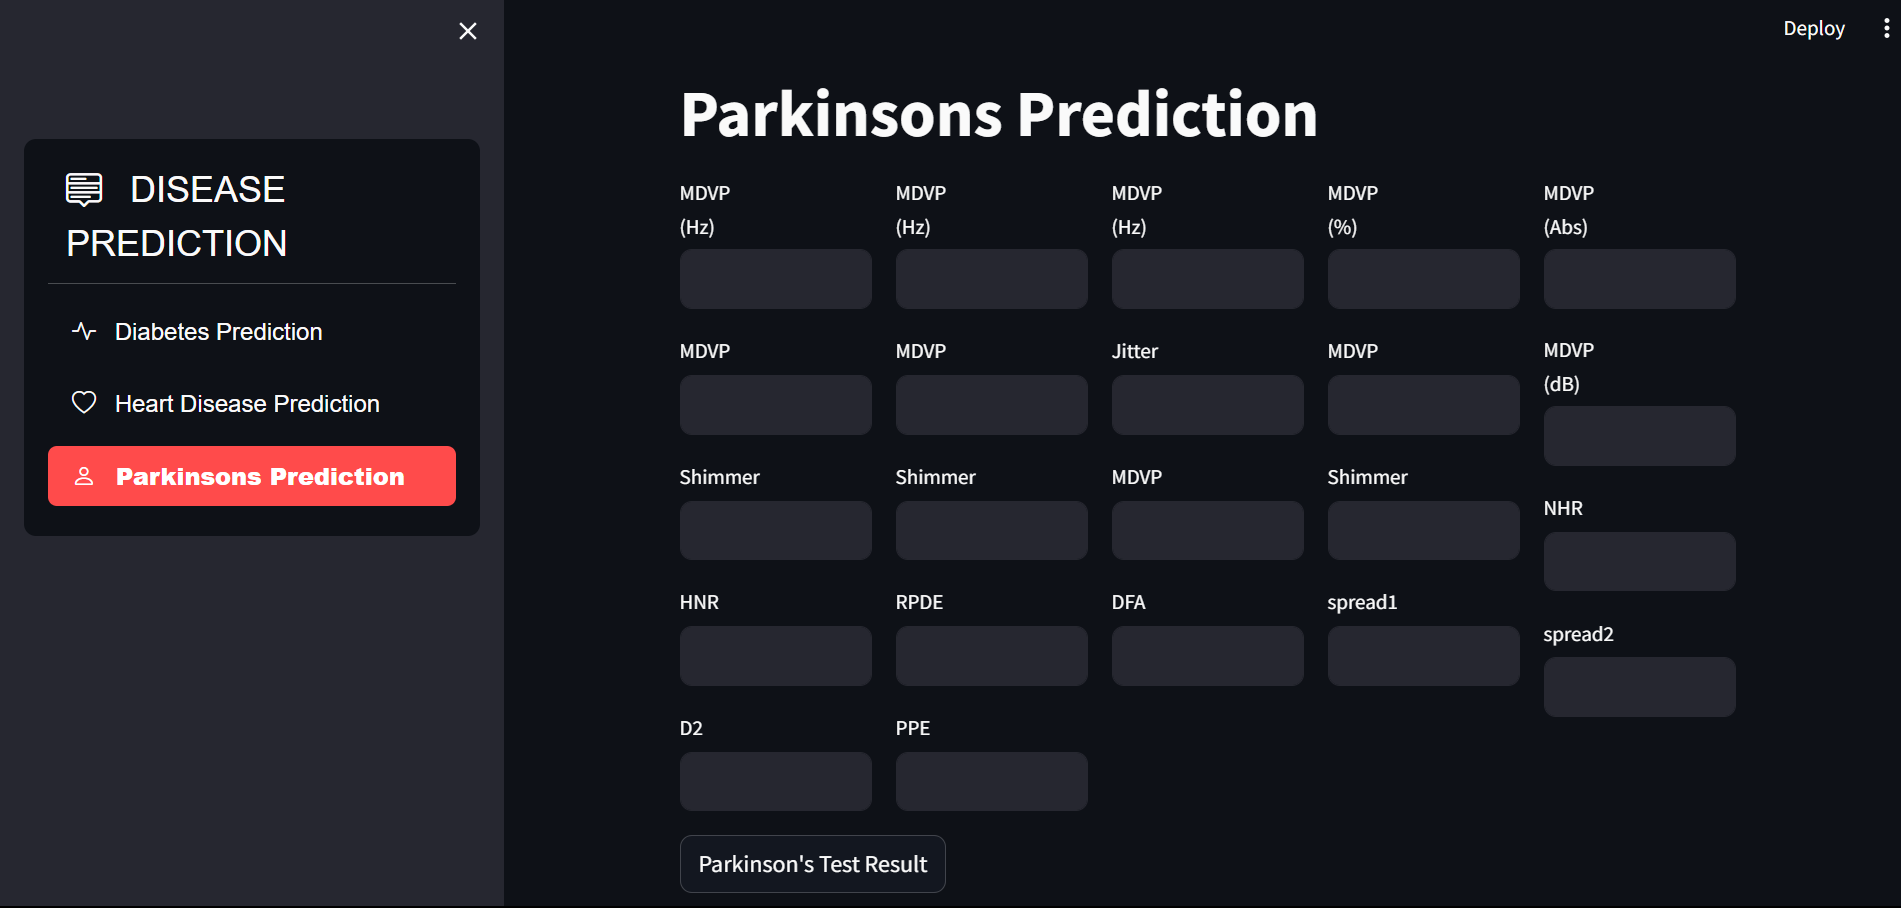 Deploy
DISEASE
PREDICTION
Diabetes Prediction
Heart Disease Prediction
Parkinsons Prediction
Parkinsons Prediction
MDVP MDVP MDVP MDVP MDVP
(Hz) (Hz) (Hz) (%) (Abs)
MDVP MDVP Jitter MDVP MDVP
(dB)
Shimmer Shimmer MDVP Shimmer
NHR
HNR RPDE DFA spread1
spread2
D2 PPE
Parkinson's Test Result